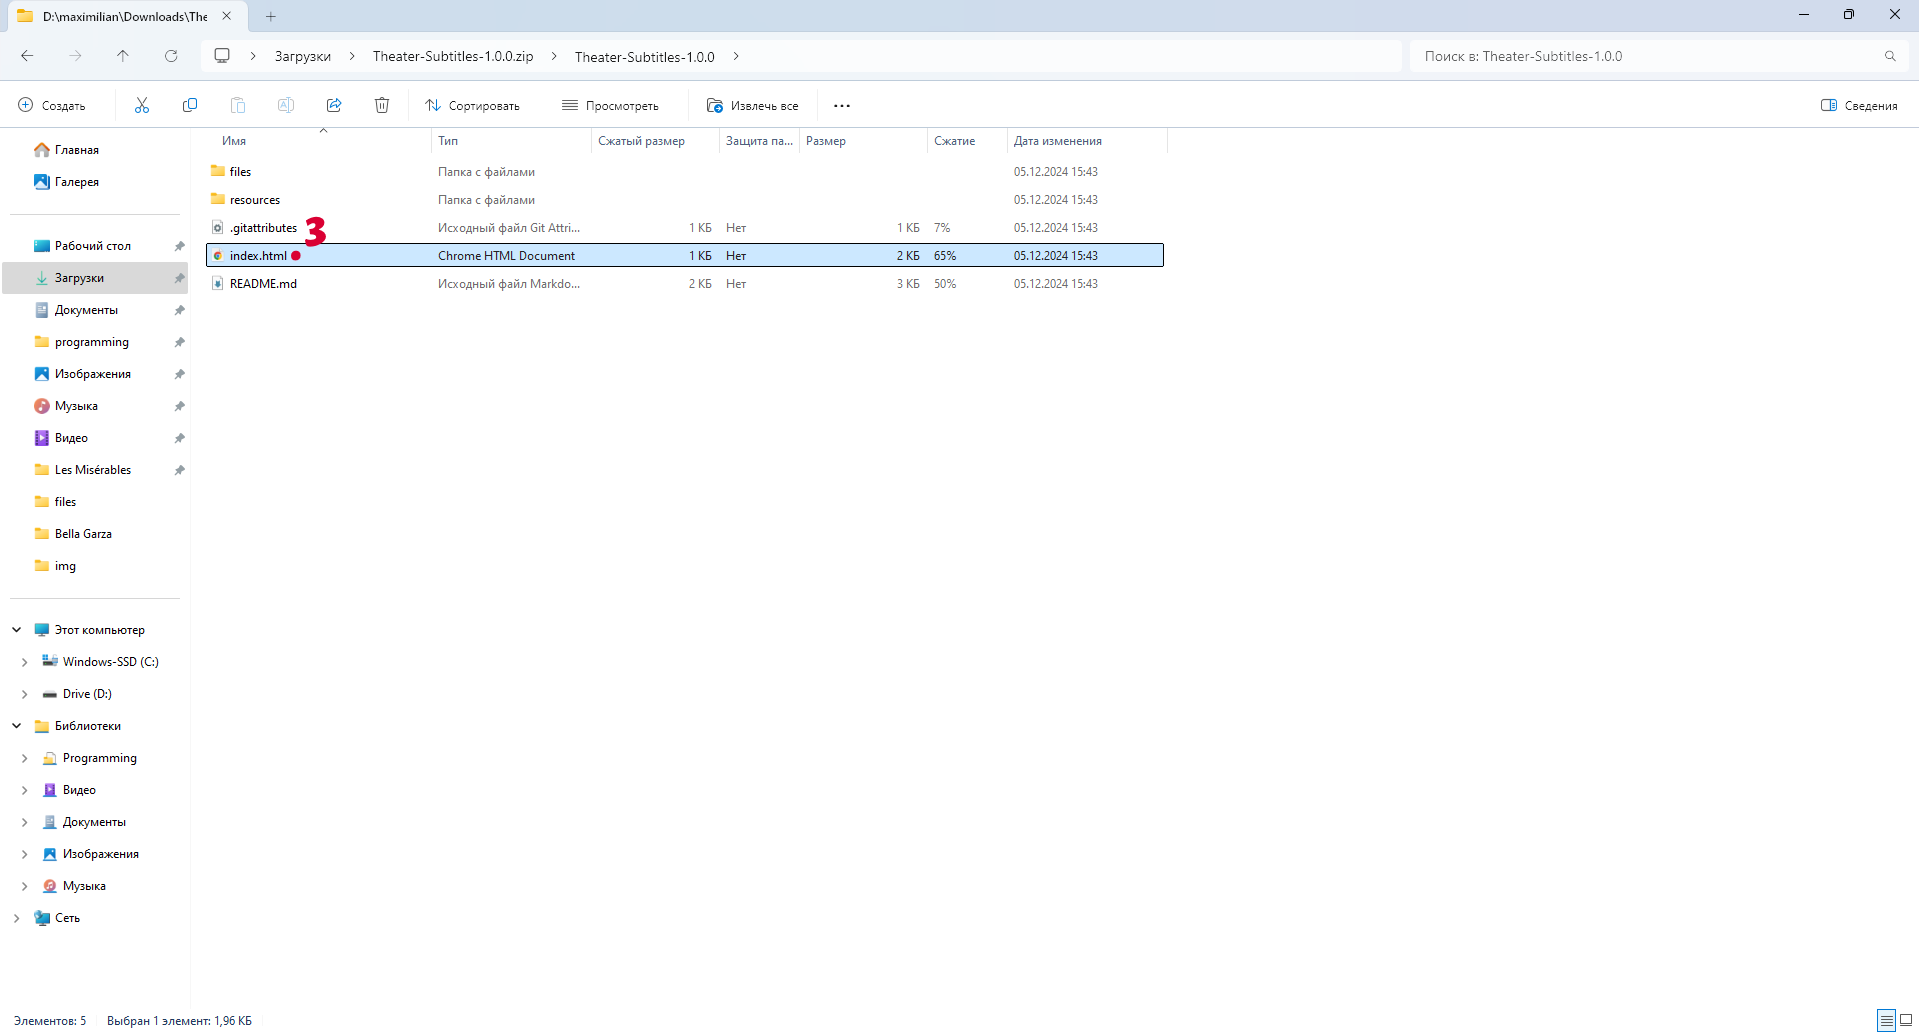 D:\maximilian\Downloads\The
Загрузки
Theater-Subtitles-1.0.0.zip
Theater-Subtitles-1.0.0
Поиск в: Theater-Subtitles-1.0.0
Создать
Сортировать
Просмотреть
Извлечь все
Сведения
Имя Тип Сжатый размер Защита па... Размер Сжатие Дата изменения
files Папка с файлами 05.12.2024 15:43
resources Папка с файлами 05.12.2024 15:43
.gitattributes Исходный файл Git Attri... 1 КБ Нет 1 КБ 7% 05.12.2024 15:43
3
index.html Chrome HTML Document 1 КБ Нет 2 КБ 65% 05.12.2024 15:43
README.md Исходный файл Markdo... 2 КБ Нет 3 КБ 50% 05.12.2024 15:43
Главная
Галерея
Рабочий стол
Загрузки
Документы
programming
Изображения
Музыка
Видео
Les Misérables
files
Bella Garza
img
Этот компьютер
Windows-SSD (C:)
Drive (D:)
Библиотеки
Programming
Видео
Документы
Изображения
Музыка
Сеть
Элементов: 5
Выбран 1 элемент: 1,96 КБ